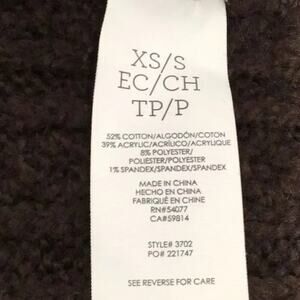 XS/S
EC/CH
TP/P
52% COTTON/ALGODÓN/COTON
39% ACRYLIC/ACRÍLICO/ACRYLIQUE
8% POLYESTER/
POLIÉSTER/POLYESTER
1% SPANDEX/SPANDEX/SPANDEX
MADE IN CHINA
HECHO EN CHINA
FABRIQUÉ EN CHINE
RN#54077
CA#59814
STYLE# 3702
PO# 221747
SEE REVERSE FOR CARE